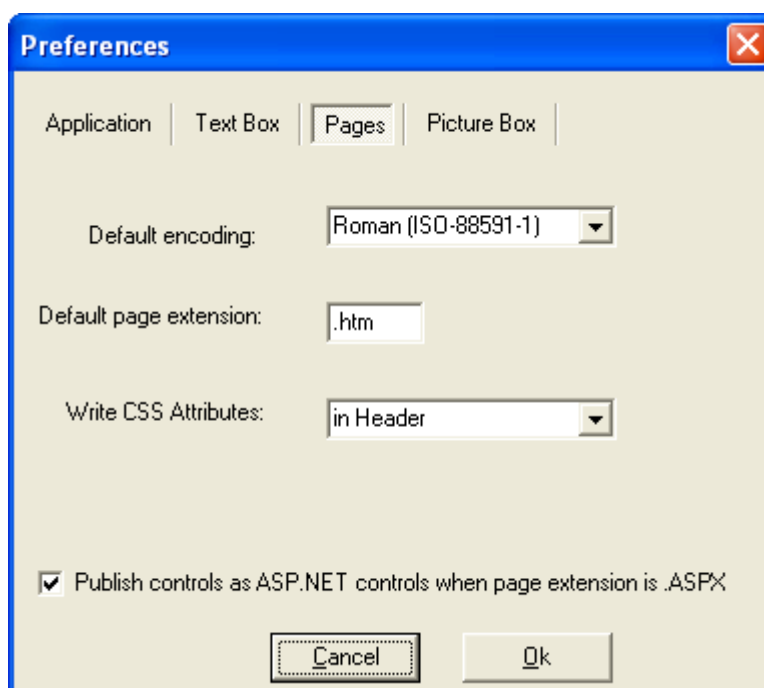 Preferences
Application Text Box Pages Picture Box
Default encoding: Roman (ISO-88591-1)
Default page extension: .htm
Write CSS Attributes: in Header
Publish controls as ASP.NET controls when page extension is .ASPX
Cancel Ok